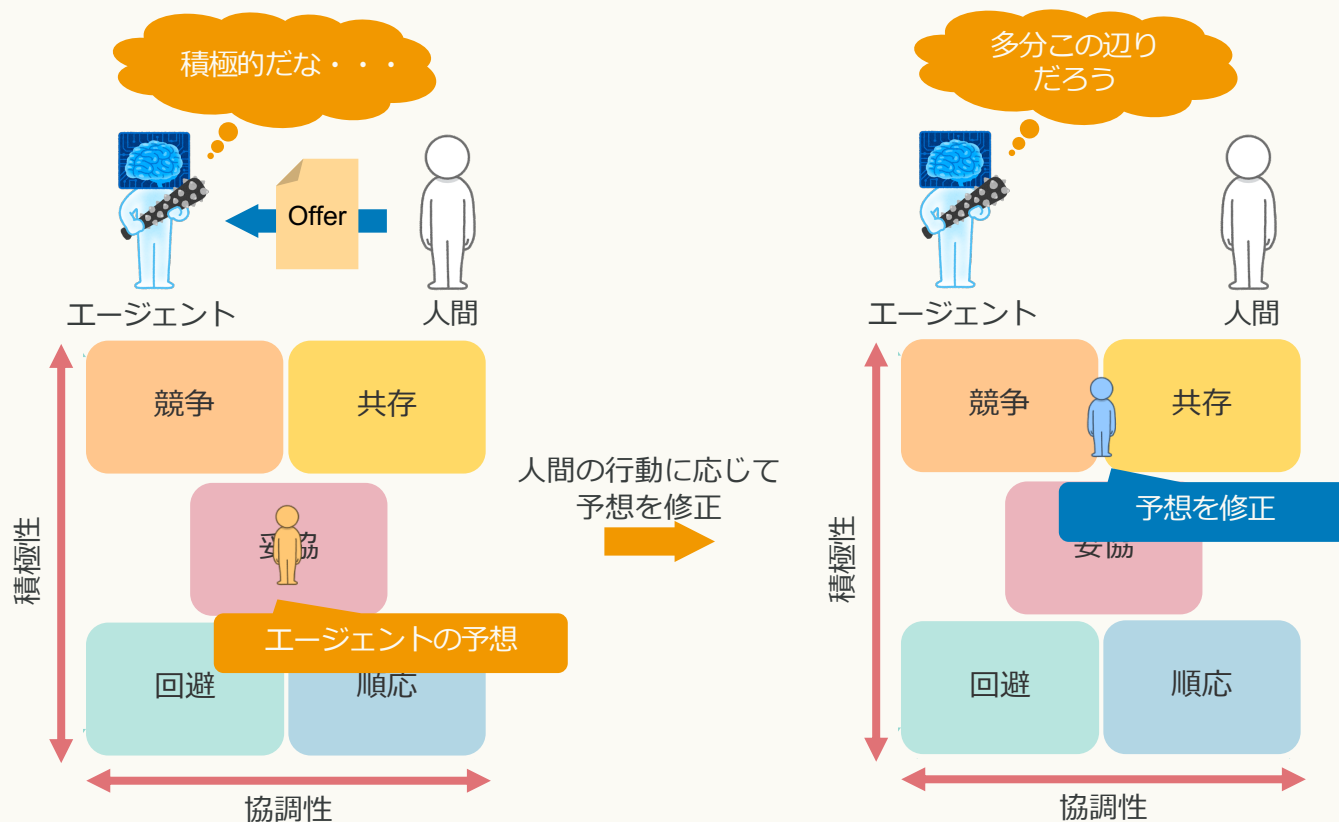 積極的だな・・・
Offer
エージェント
人間
競争
共存
妥協
エージェントの予想
回避
順応
積極性
協調性
人間の行動に応じて
予想を修正
多分この辺り
だろう
エージェント
人間
競争
共存
予想を修正
妥協
回避
順応
積極性
協調性